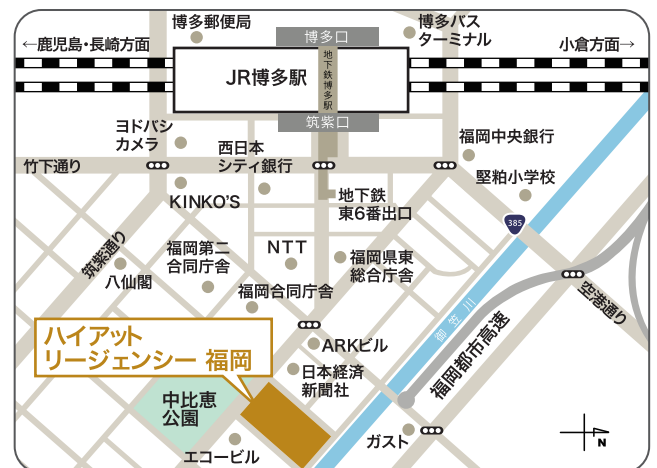 博多郵便局
博多口
博多バス
ターミナル
←鹿児島・長崎方面
小倉方面→
JR博多駅
地下鉄博多駅
筑紫口
ヨドバシ
カメラ
西日本
シティ銀行
福岡中央銀行
竹下通り
堅粕小学校
KINKO'S
地下鉄
東6番出口
385
筑紫通り
福岡第二
合同庁舎
NTT
福岡県東
総合庁舎
八仙閣
福岡合同庁舎
空港通り
御笠川
ハイアット
リージェンシー 福岡
ARKビル
福岡都市高速
日本経済
新聞社
中比恵
公園
エコービル
ガスト
N